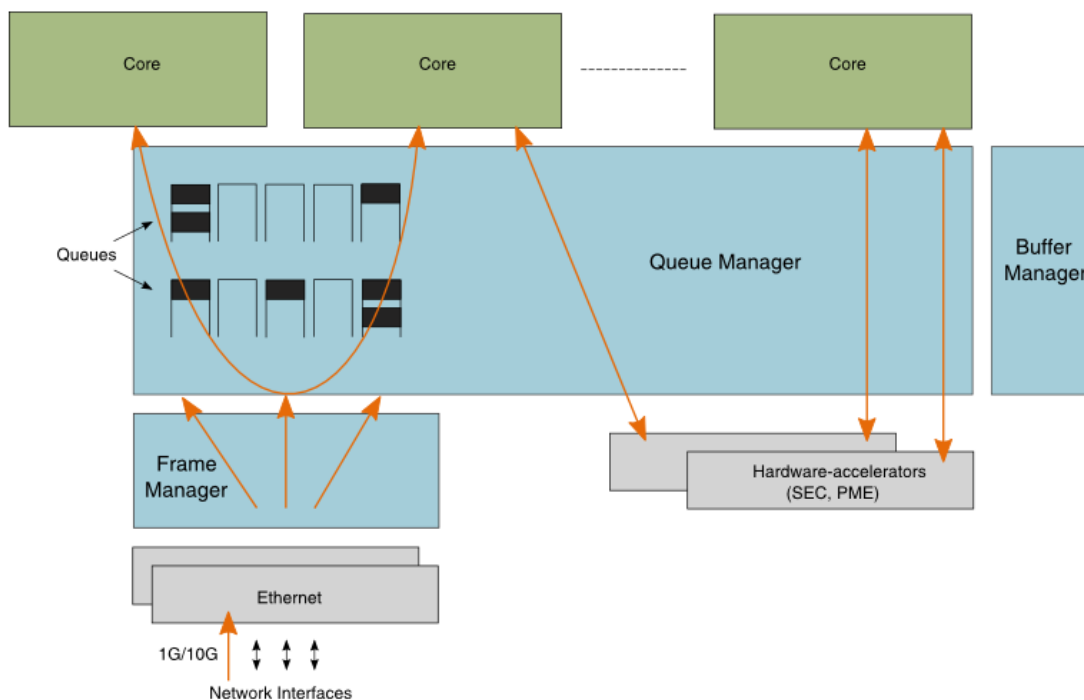 Core
Core
Core
Queues
Queue Manager
Buffer
Manager
Frame
Manager
Hardware-accelerators
(SEC, PME)
Ethernet
1G/10G
Network Interfaces